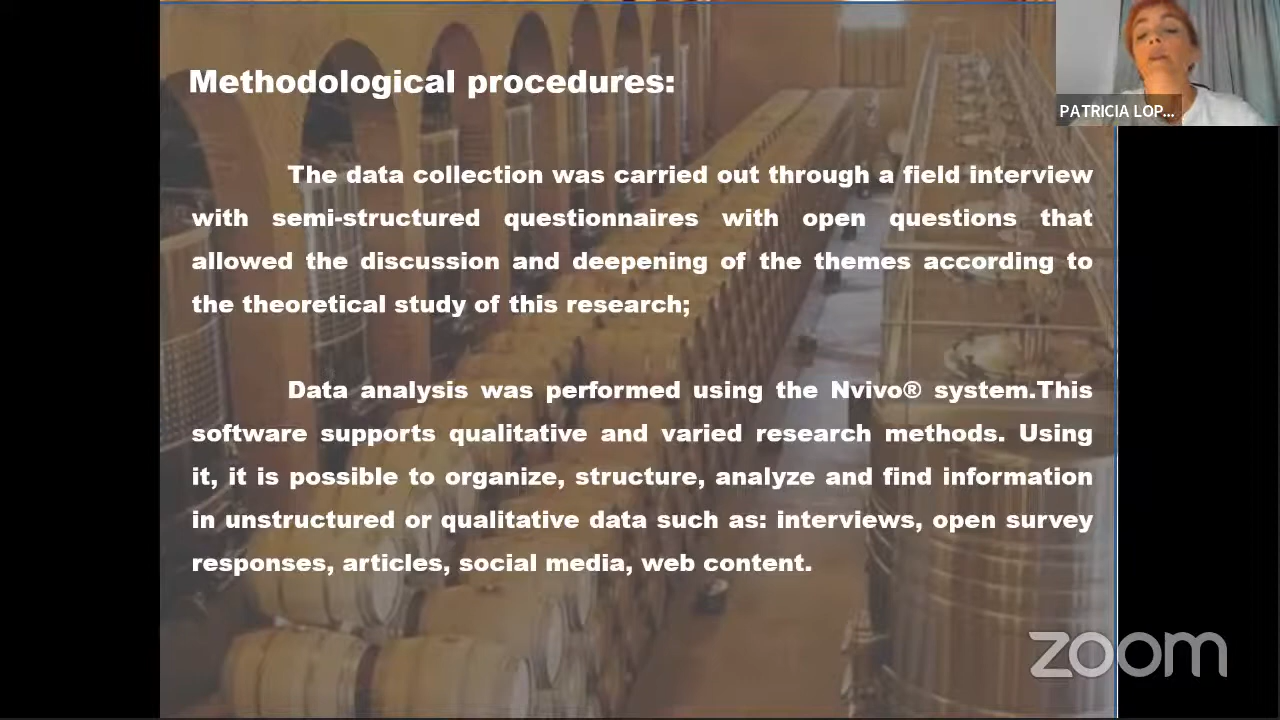 Methodological procedures:
PATRICIA LOP...
The data collection was carried out through a field interview
with semi-structured questionnaires with open questions that
allowed the discussion and deepening of the themes according to
the theoretical study of this research;
Data analysis was performed using the Nvivo® system.This
software supports qualitative and varied research methods. Using
it, it is possible to organize, structure, analyze and find information
in unstructured or qualitative data such as: interviews, open survey
responses, articles, social media, web content.
zoom